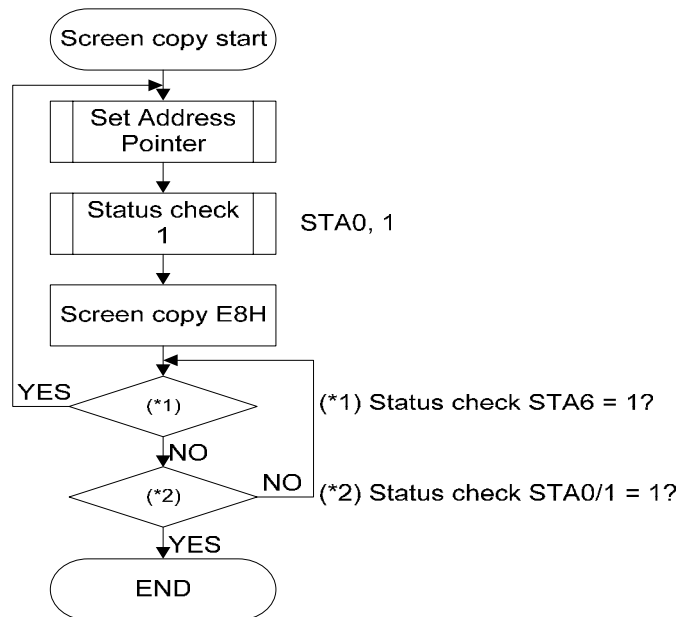 Screen copy start
Set Address
Pointer
Status check
1
STA0, 1
Screen copy E8H
YES
(*1)
(*1) Status check STA6 = 1?
NO
(*2)
NO
(*2) Status check STA0/1 = 1?
YES
END